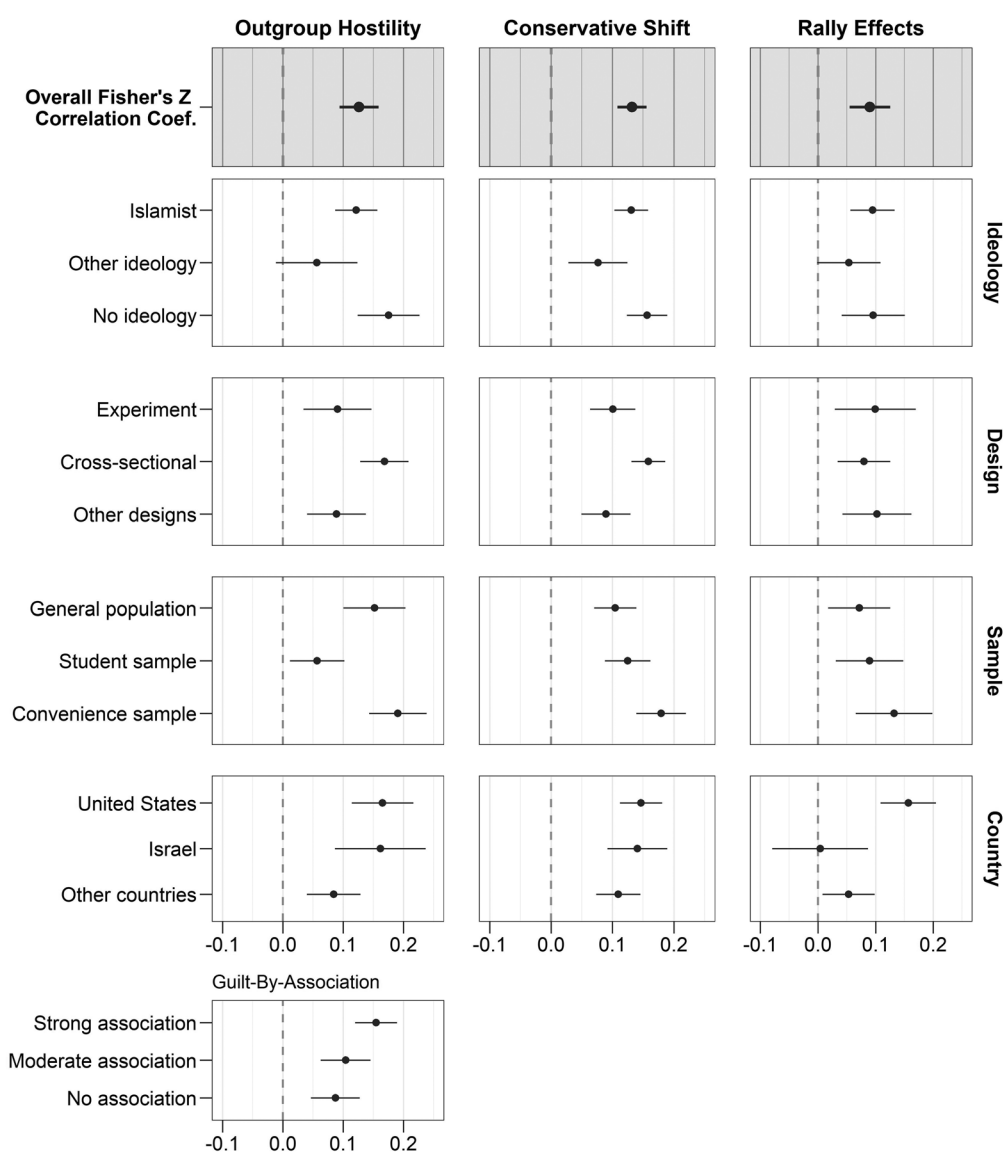 Outgroup Hostility
Conservative Shift
Rally Effects
Overall Fisher's Z
Correlation Coef.
Islamist
Other ideology
No ideology
Ideology
Experiment
Cross-sectional
Other designs
Design
General population
Student sample
Convenience sample
Sample
United States
Israel
Other countries
Country
-0.1 0.0 0.1 0.2
-0.1 0.0 0.1 0.2
-0.1 0.0 0.1 0.2
Guilt-By-Association
Strong association
Moderate association
No association
-0.1 0.0 0.1 0.2